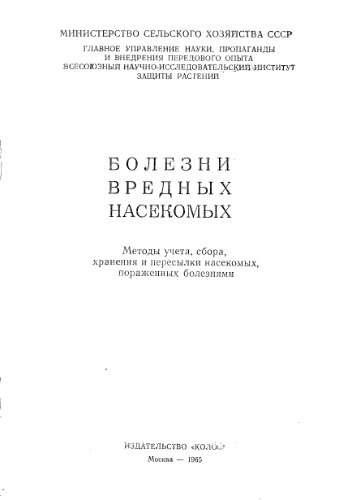 МИНИСТЕРСТВО СЕЛЬСКОГО ХОЗЯЙСТВА СССР
ГЛАВНОЕ УПРАВЛЕНИЕ НАУКИ, ПРОПАГАНДЫ
И ВНЕДРЕНИЯ ПЕРЕДОВОГО ОПЫТА
ВСЕСОЮЗНЫЙ НАУЧНО-ИССЛЕДОВАТЕЛЬСКИЙ ИНСТИТУТ
ЗАЩИТЫ РАСТЕНИЙ
БОЛЕЗНИ
ВРЕДНЫХ
НАСЕКОМЫХ
Методы учета, сбора,
хранения и пересылки насекомых,
пораженных болезнями
ИЗДАТЕЛЬСТВО «КОЛОС»
Москва — 1965